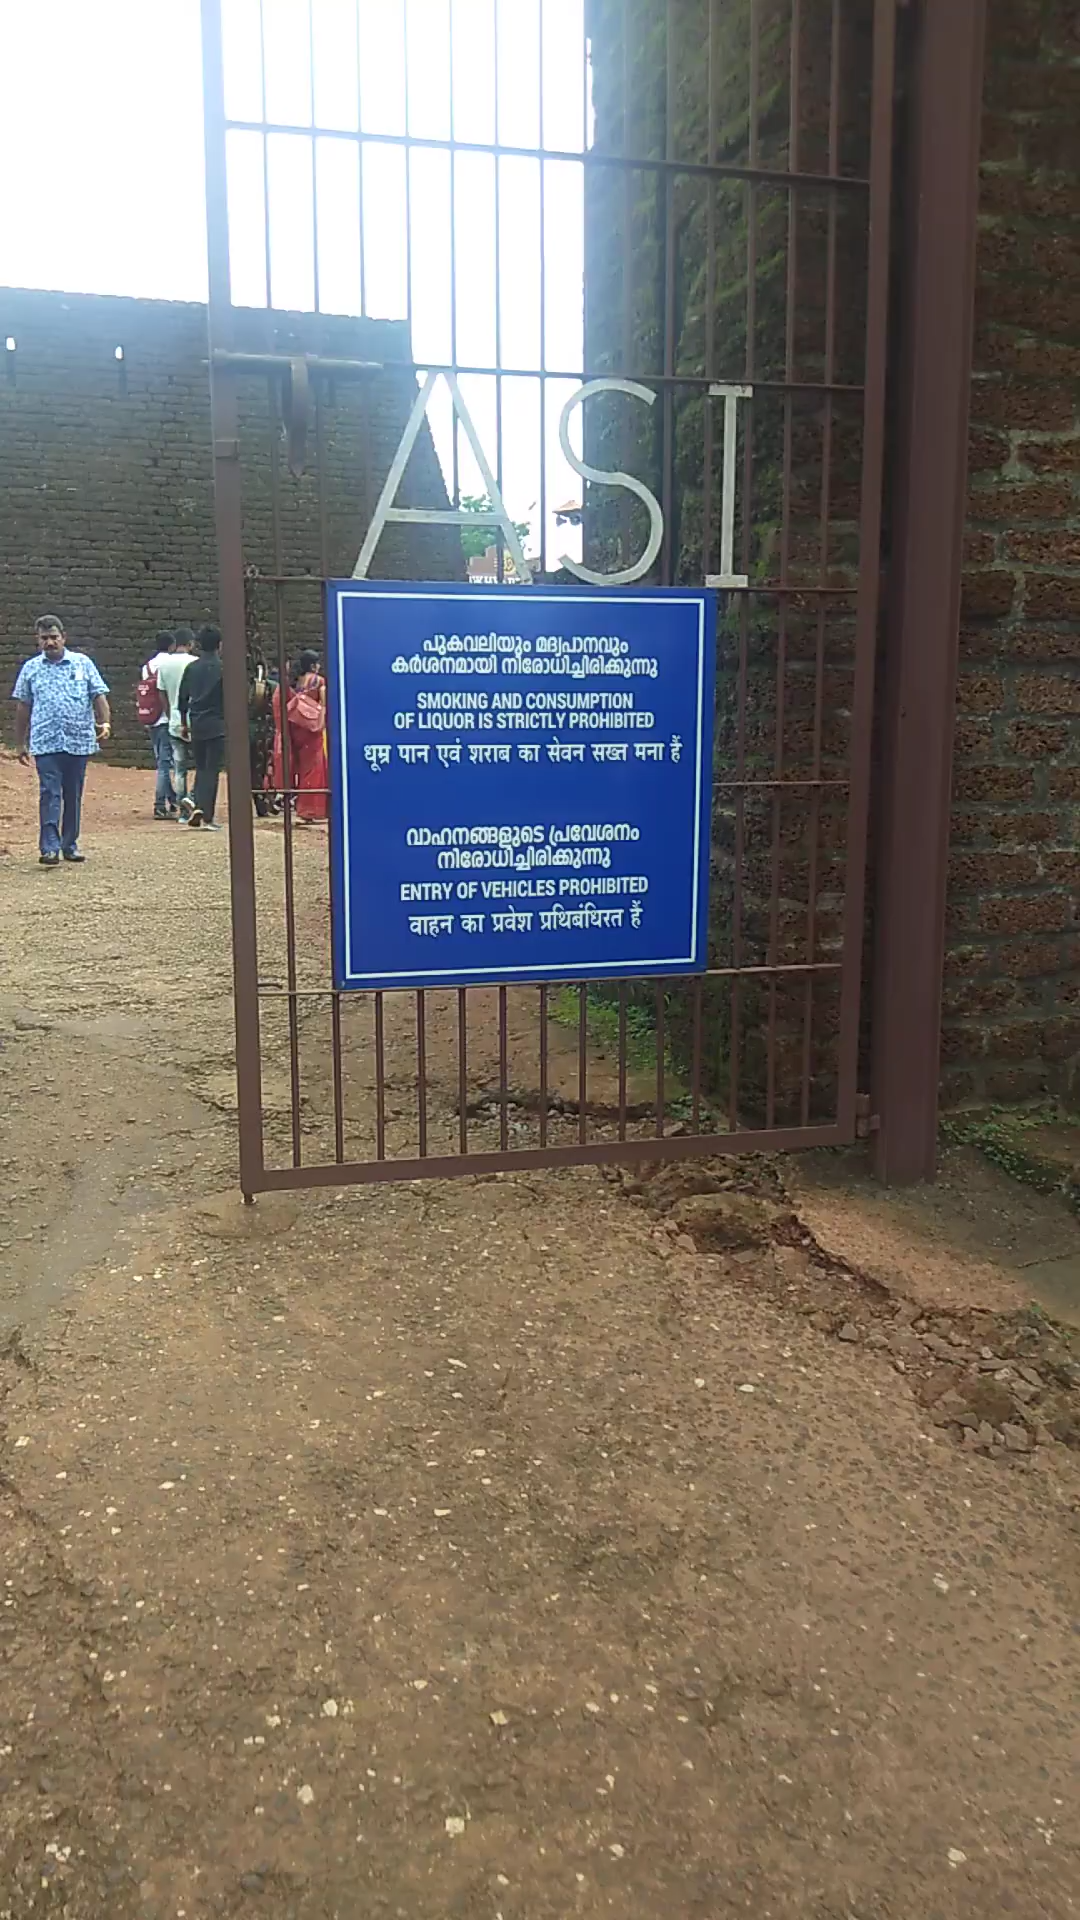 ASI
പുകവലിയും മദ്യപാനവും
കർശനമായി നിരോധിച്ചിരിക്കുന്നു
SMOKING AND CONSUMPTION
OF LIQUOR IS STRICTLY PROHIBITED
धूम्र पान एवं शराब का सेवन सख्त मना हैं
വാഹനങ്ങളുടെ പ്രവേശനം
നിരോധിച്ചിരിക്കുന്നു
ENTRY OF VEHICLES PROHIBITED
वाहन का प्रवेश प्रथिबंधिरत हैं